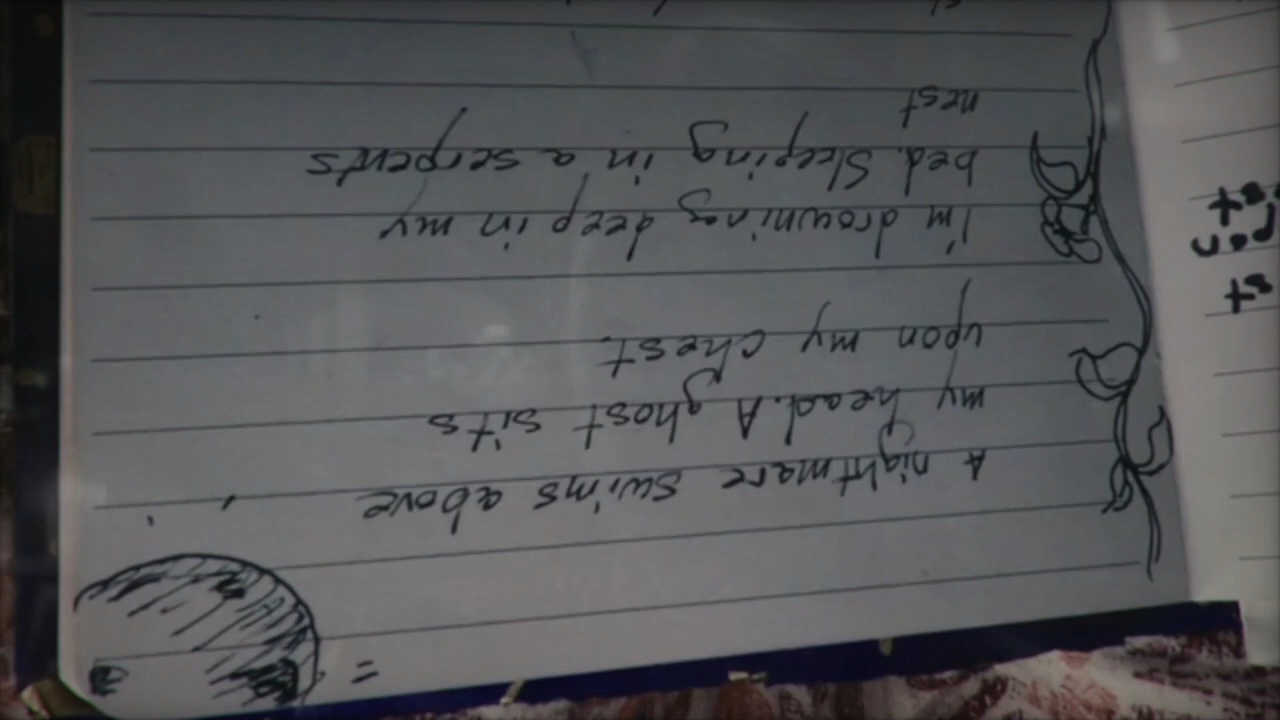 A nightmare swims above
my head. A ghost sits
upon my chest.
I'm drowning deep in my
bed. Sleeping in a serpents
nest